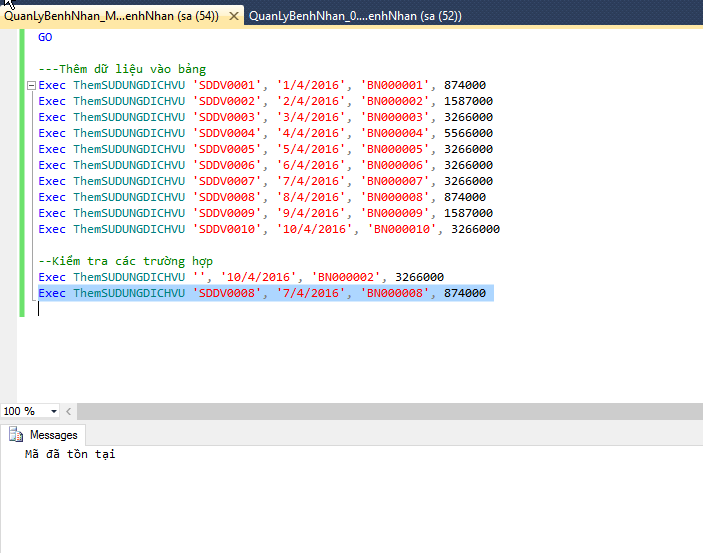 QuanLyBenhNhan_M...enhNhan (sa (54)) QuanLyBenhNhan_0....enhNhan (sa (52))
GO
---Thêm dữ liệu vào bảng
Exec ThemSUDUNGDICHVU 'SDDV0001', '1/4/2016', 'BN000001', 874000
Exec ThemSUDUNGDICHVU 'SDDV0002', '2/4/2016', 'BN000002', 1587000
Exec ThemSUDUNGDICHVU 'SDDV0003', '3/4/2016', 'BN000003', 3266000
Exec ThemSUDUNGDICHVU 'SDDV0004', '4/4/2016', 'BN000004', 5566000
Exec ThemSUDUNGDICHVU 'SDDV0005', '5/4/2016', 'BN000005', 3266000
Exec ThemSUDUNGDICHVU 'SDDV0006', '6/4/2016', 'BN000006', 3266000
Exec ThemSUDUNGDICHVU 'SDDV0007', '7/4/2016', 'BN000007', 3266000
Exec ThemSUDUNGDICHVU 'SDDV0008', '8/4/2016', 'BN000008', 874000
Exec ThemSUDUNGDICHVU 'SDDV0009', '9/4/2016', 'BN000009', 1587000
Exec ThemSUDUNGDICHVU 'SDDV0010', '10/4/2016', 'BN000010', 3266000
--Kiểm tra các trường hợp
Exec ThemSUDUNGDICHVU '', '10/4/2016', 'BN000002', 3266000
Exec ThemSUDUNGDICHVU 'SDDV0008', '7/4/2016', 'BN000008', 874000
100 %
Messages
Mã đã tồn tại